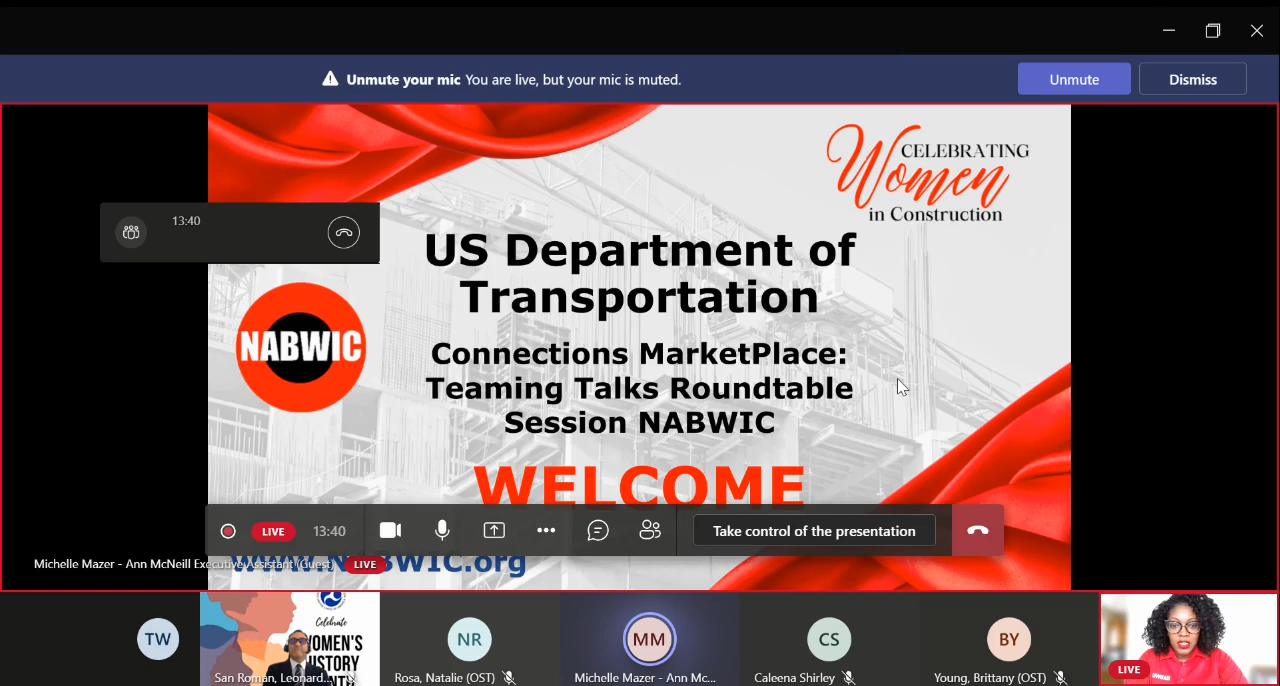 Unmute your mic You are live, but your mic is muted.
Unmute
Dismiss
CELEBRATING
Women
in Construction
13:40
US Department of
Transportation
NABWIC
Connections MarketPlace:
Teaming Talks Roundtable
Session NABWIC
WELCOME
LIVE
13:40
Take control of the presentation
www.NABWIC.org
Michelle Mazer - Ann McNeill Executive Assistant (Guest)
LIVE
TW
Celebrate
WOMEN'S
HISTORY
MONTH
San Roman, Leonard...
NR
Rosa, Natalie (OST)
MM
Michelle Mazer - Ann Mc...
CS
Caleena Shirley
BY
Young, Brittany (OST)
LIVE